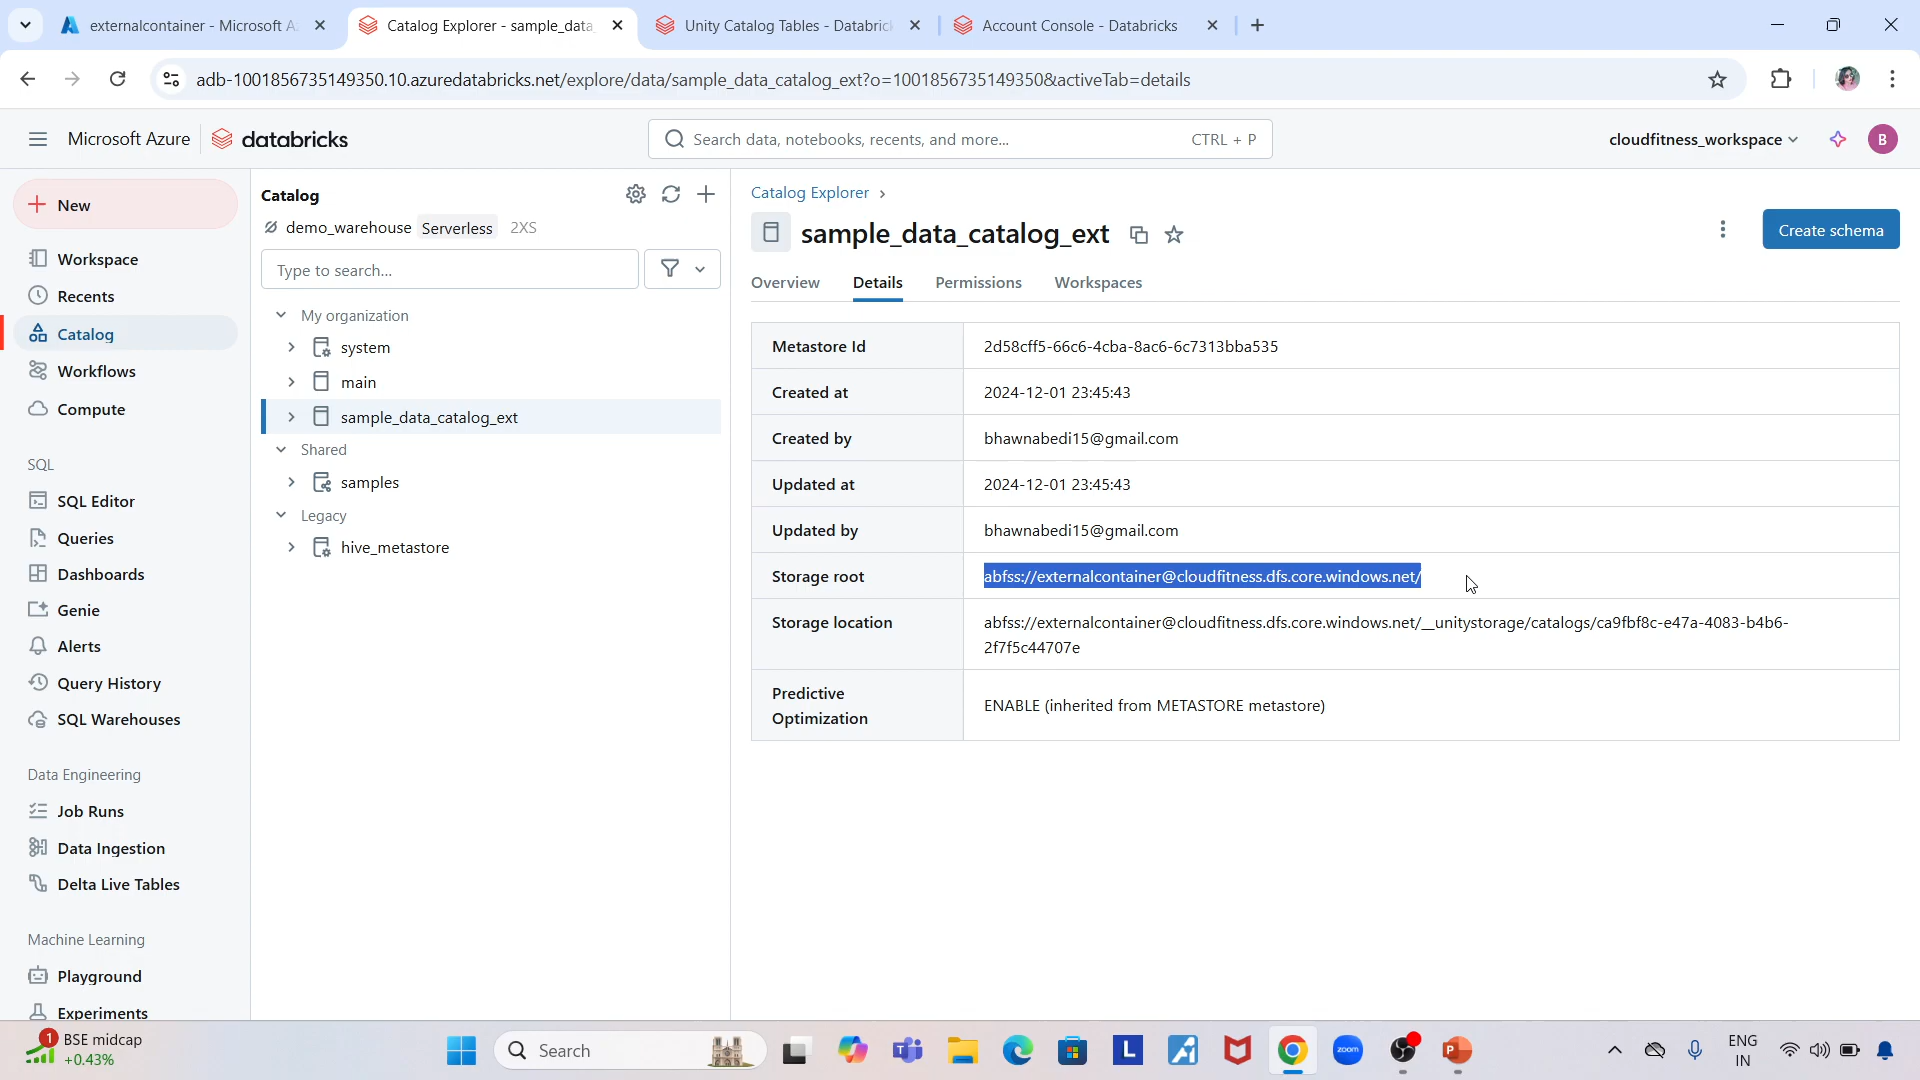 externalcontainer - Microsoft A
Catalog Explorer - sample_data_
Unity Catalog Tables - Databric
Account Console - Databricks
adb-1001856735149350.10.azuredatabricks.net/explore/data/sample_data_catalog_ext?o=1001856735149350&activeTab=details
Microsoft Azure
databricks
Search data, notebooks, recents, and more...
CTRL + P
cloudfitness_workspace
B
New
Workspace
Recents
Catalog
Workflows
Compute
SQL
SQL Editor
Queries
Dashboards
Genie
Alerts
Query History
SQL Warehouses
Data Engineering
Job Runs
Data Ingestion
Delta Live Tables
Machine Learning
Playground
Experiments
Catalog
demo_warehouse Serverless 2XS
Type to search...
My organization
system
main
sample_data_catalog_ext
Shared
samples
Legacy
hive_metastore
Catalog Explorer ›
sample_data_catalog_ext
Create schema
Overview Details Permissions Workspaces
Metastore Id 2d58cff5-66c6-4cba-8ac6-6c7313bba535
Created at 2024-12-01 23:45:43
Created by bhawnabedi15@gmail.com
Updated at 2024-12-01 23:45:43
Updated by bhawnabedi15@gmail.com
Storage root abfss://externalcontainer@cloudfitness.dfs.core.windows.net/
Storage location abfss://externalcontainer@cloudfitness.dfs.core.windows.net/__unitystorage/catalogs/ca9fbf8c-e47a-4083-b4b6-
2f7f5c44707e
Predictive
Optimization
ENABLE (inherited from METASTORE metastore)
1
BSE midcap
+0.43%
Search
L
zoom
P
ENG
IN